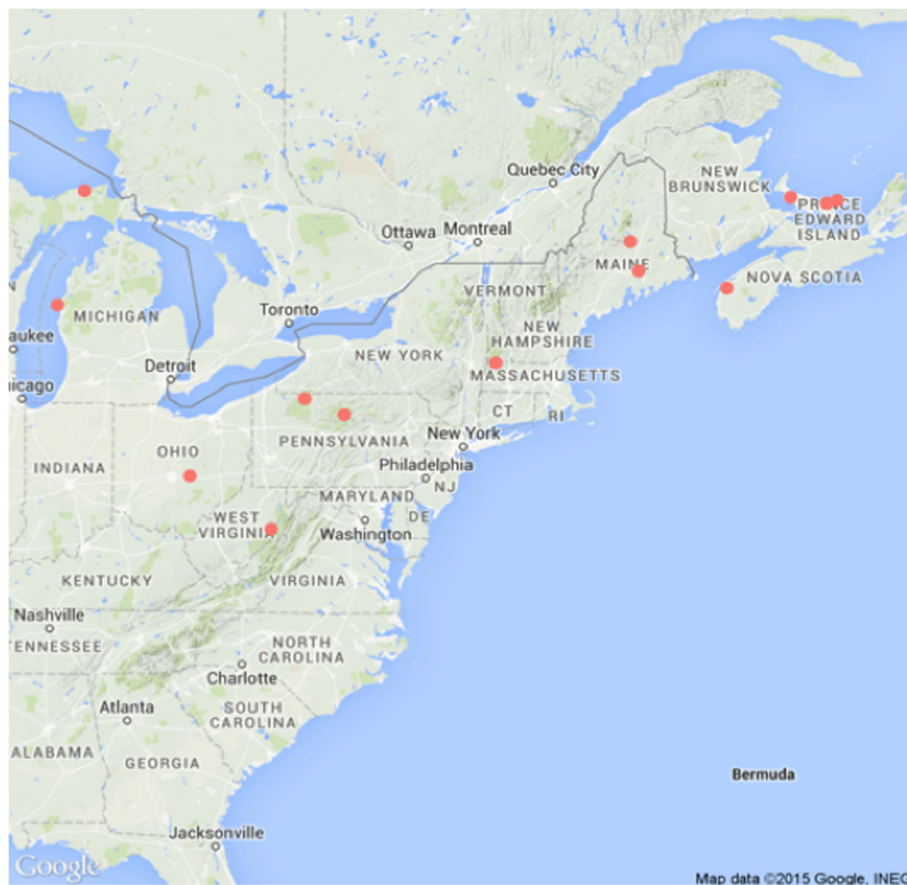 Quebec City
NEW
BRUNSWICK
PRINCE
EDWARD
ISLAND
Ottawa
Montreal
MAINE
NOVA SCOTIA
VERMONT
MICHIGAN
Toronto
NEW
HAMPSHIRE
aukee
NEW YORK
Detroit
MASSACHUSETTS
hicago
CT
RI
OHIO
PENNSYLVANIA
New York
INDIANA
Philadelphia
NJ
MARYLAND
WEST
VIRGINIA
DE
Washington
KENTUCKY
VIRGINIA
Nashville
TENNESSEE
NORTH
CAROLINA
Charlotte
Atlanta
SOUTH
CAROLINA
ALABAMA
GEORGIA
Bermuda
Jacksonville
Google
Map data ©2015 Google, INEG